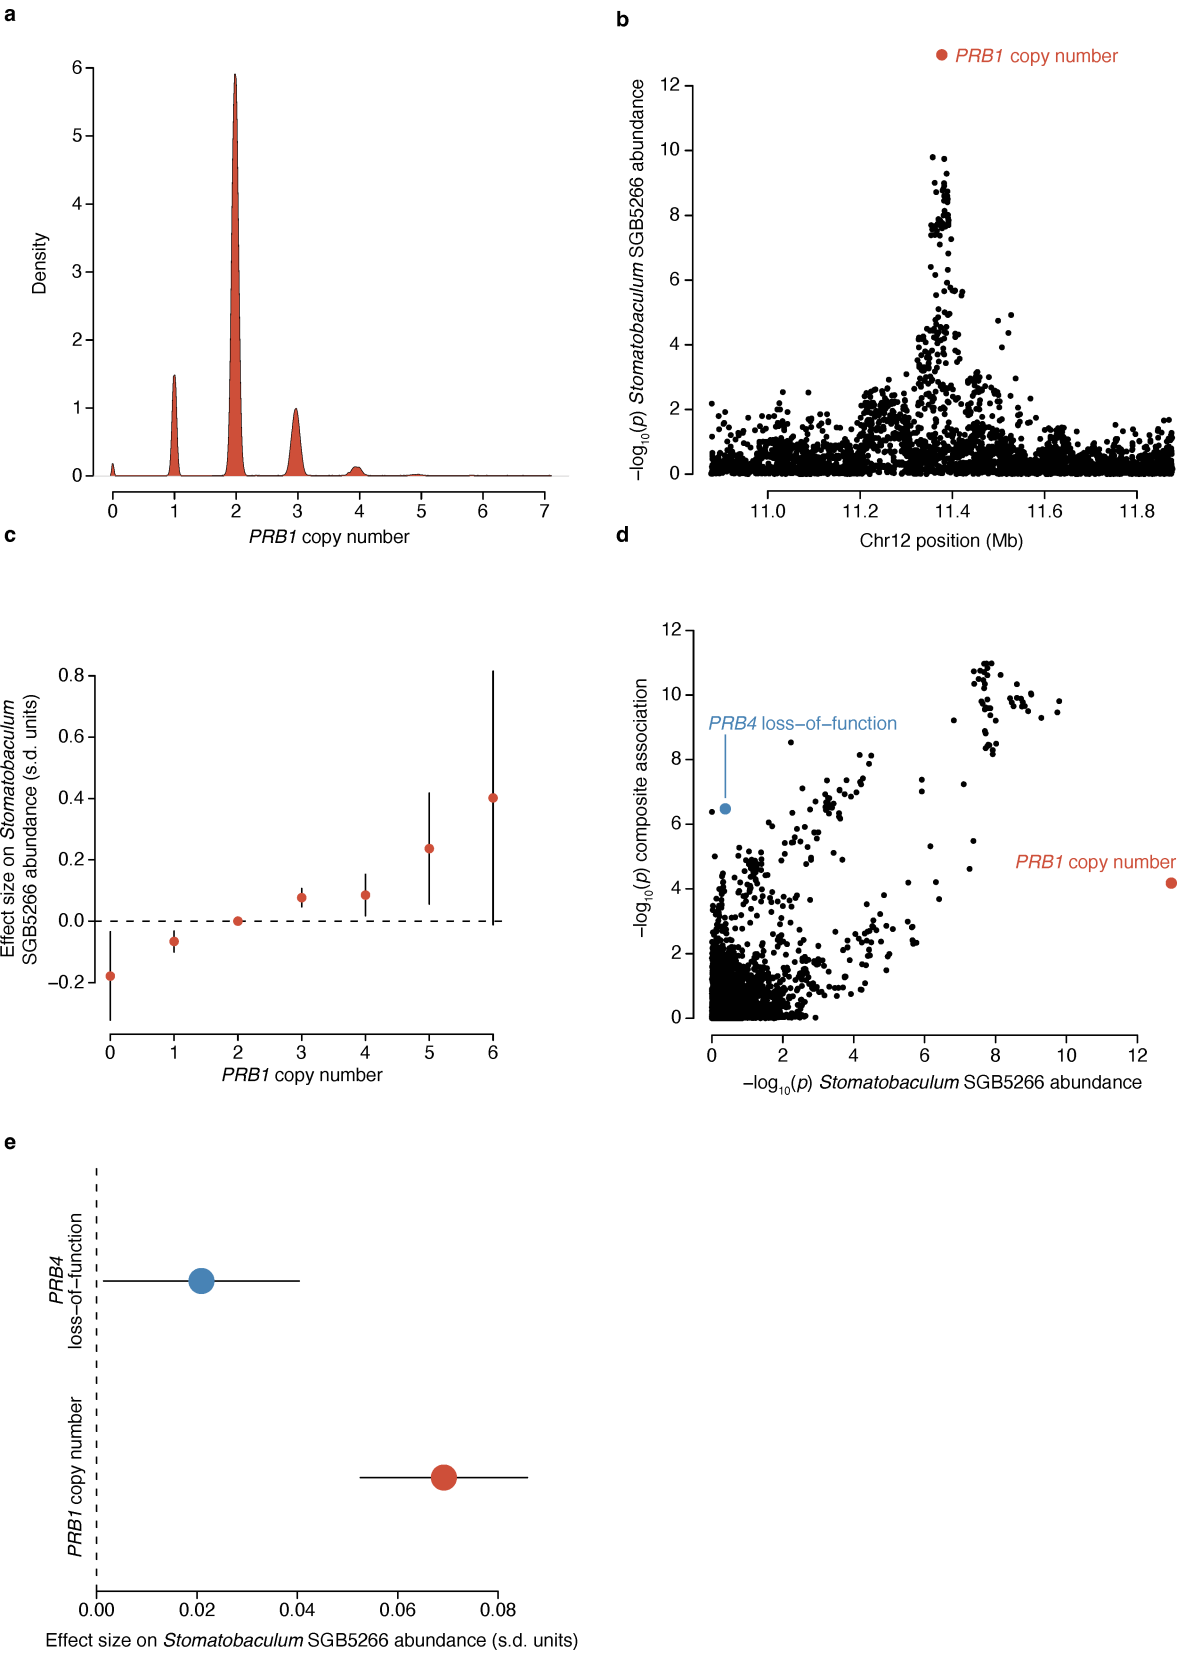 a
6
5
4
3
2
1
0
Density
0 1 2 3 4 5 6 7
PRB1 copy number
b
PRB1 copy number
12
10
8
6
4
2
0
−log10(p) Stomatobaculum SGB5266 abundance
11.0 11.2 11.4 11.6 11.8
Chr12 position (Mb)
c
0.8
0.6
0.4
0.2
0.0
−0.2
Effect size on Stomatobaculum
SGB5266 abundance (s.d. units)
0 1 2 3 4 5 6
PRB1 copy number
d
12
10
8
6
4
2
0
−log10(p) composite association
PRB4 loss−of−function
PRB1 copy number
0 2 4 6 8 10 12
−log10(p) Stomatobaculum SGB5266 abundance
e
PRB4
loss−of−function
PRB1 copy number
0.00 0.02 0.04 0.06 0.08
Effect size on Stomatobaculum SGB5266 abundance (s.d. units)